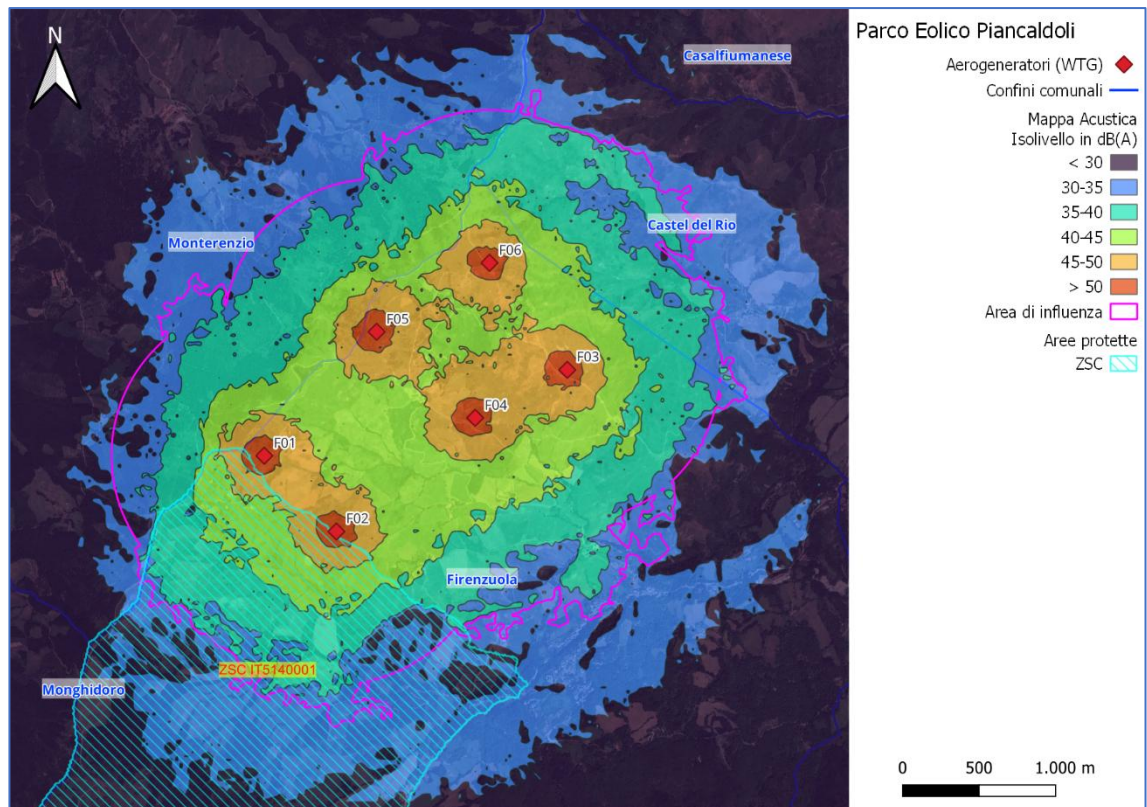 N
Casalfiumanese
Monterenzio
Castel del Rio
F06
F05
F03
F04
F01
F02
Firenzuola
ZSC IT5140001
Monghidoro
Parco Eolico Piancaldoli
Aerogeneratori (WTG)
Confini comunali
Mappa Acustica
Isolivello in dB(A)
< 30
30-35
35-40
40-45
45-50
> 50
Area di influenza
Aree protette
ZSC
0 500 1.000 m